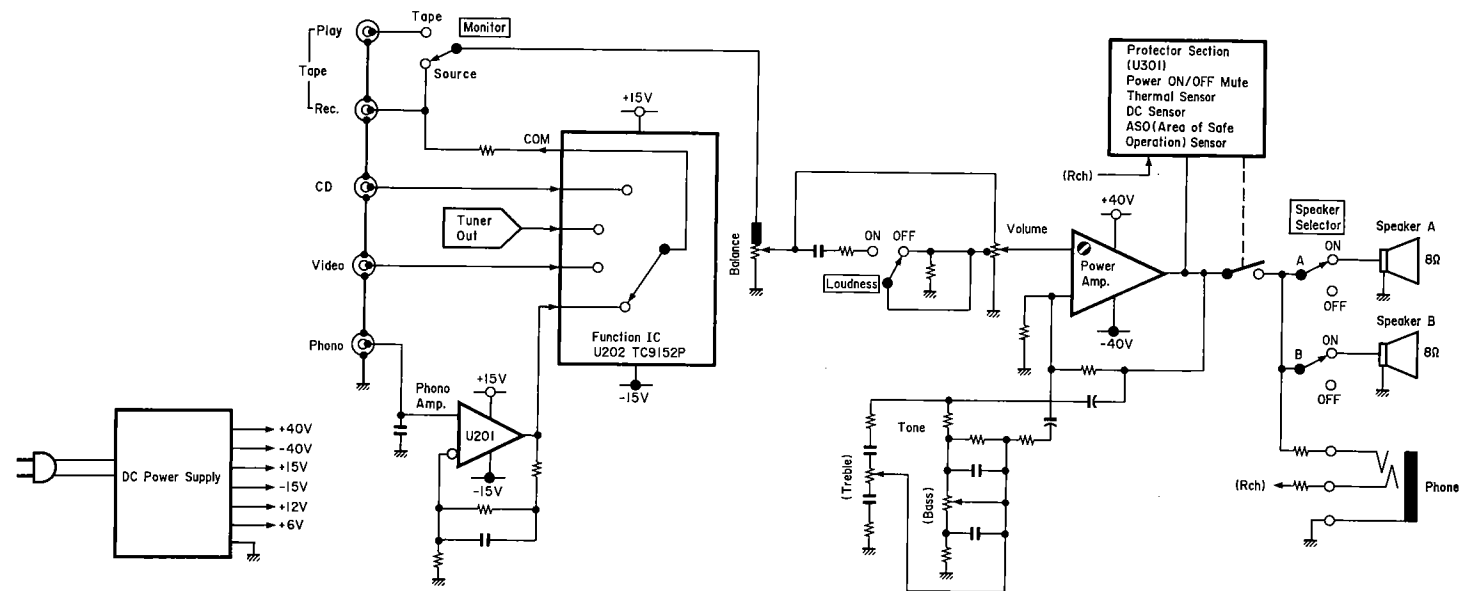 Play
Tape
Monitor
Tape
Source
Rec.
COM
+15V
CD
Tuner
Out
Video
Function IC
U202 TC9152P
-15V
Phono
Phono
Amp.
+15V
U201
-15V
DC Power Supply
+40V
-40V
+15V
-15V
+12V
+6V
Balance
ON
OFF
Loudness
Volume
Protector Section
(U301)
Power ON/OFF Mute
Thermal Sensor
DC Sensor
ASO(Area of Safe
Operation) Sensor
(Rch)
+40V
Power
Amp.
-40V
Tone
(Treble)
(Bass)
Speaker
Selector
Speaker A
A
ON
8Ω
OFF
Speaker B
B
ON
8Ω
OFF
(Rch)
Phone